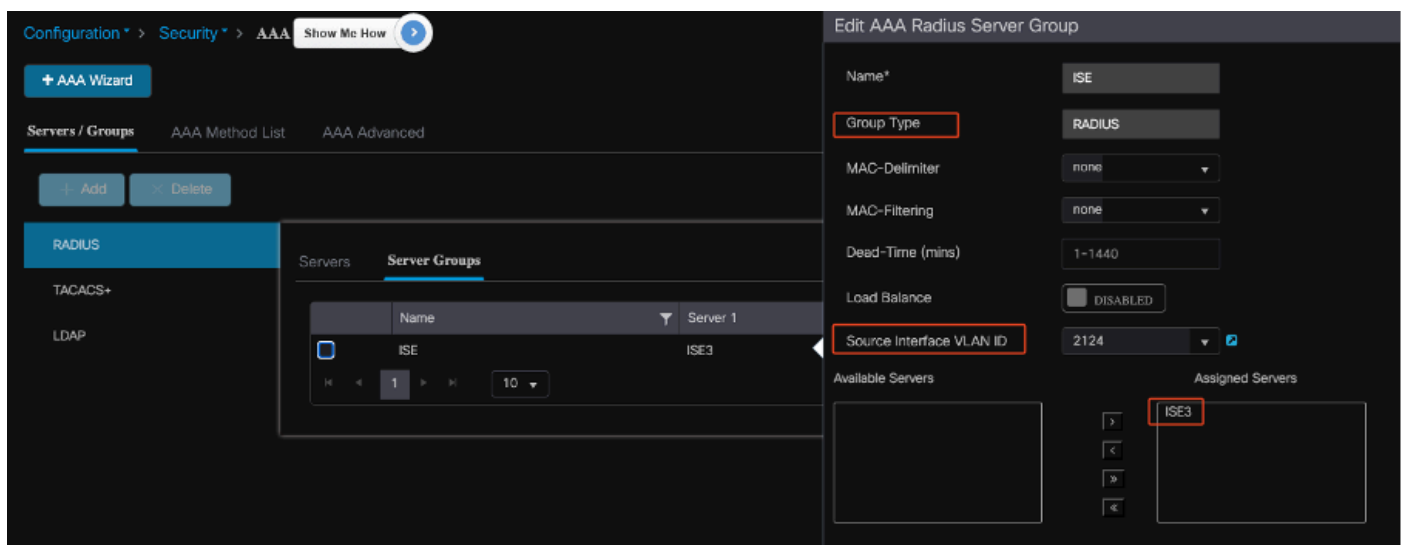 Configuration * > Security * > AAA Show Me How
+ AAA Wizard
Servers / Groups AAA Method List AAA Advanced
+ Add × Delete
RADIUS
TACACS+
LDAP
Servers Server Groups
Name Server 1
ISE ISE3
1 10
Edit AAA Radius Server Group
Name* ISE
Group Type RADIUS
MAC-Delimiter none
MAC-Filtering none
Dead-Time (mins) 1-1440
Load Balance DISABLED
Source Interface VLAN ID 2124
Available Servers Assigned Servers
ISE3